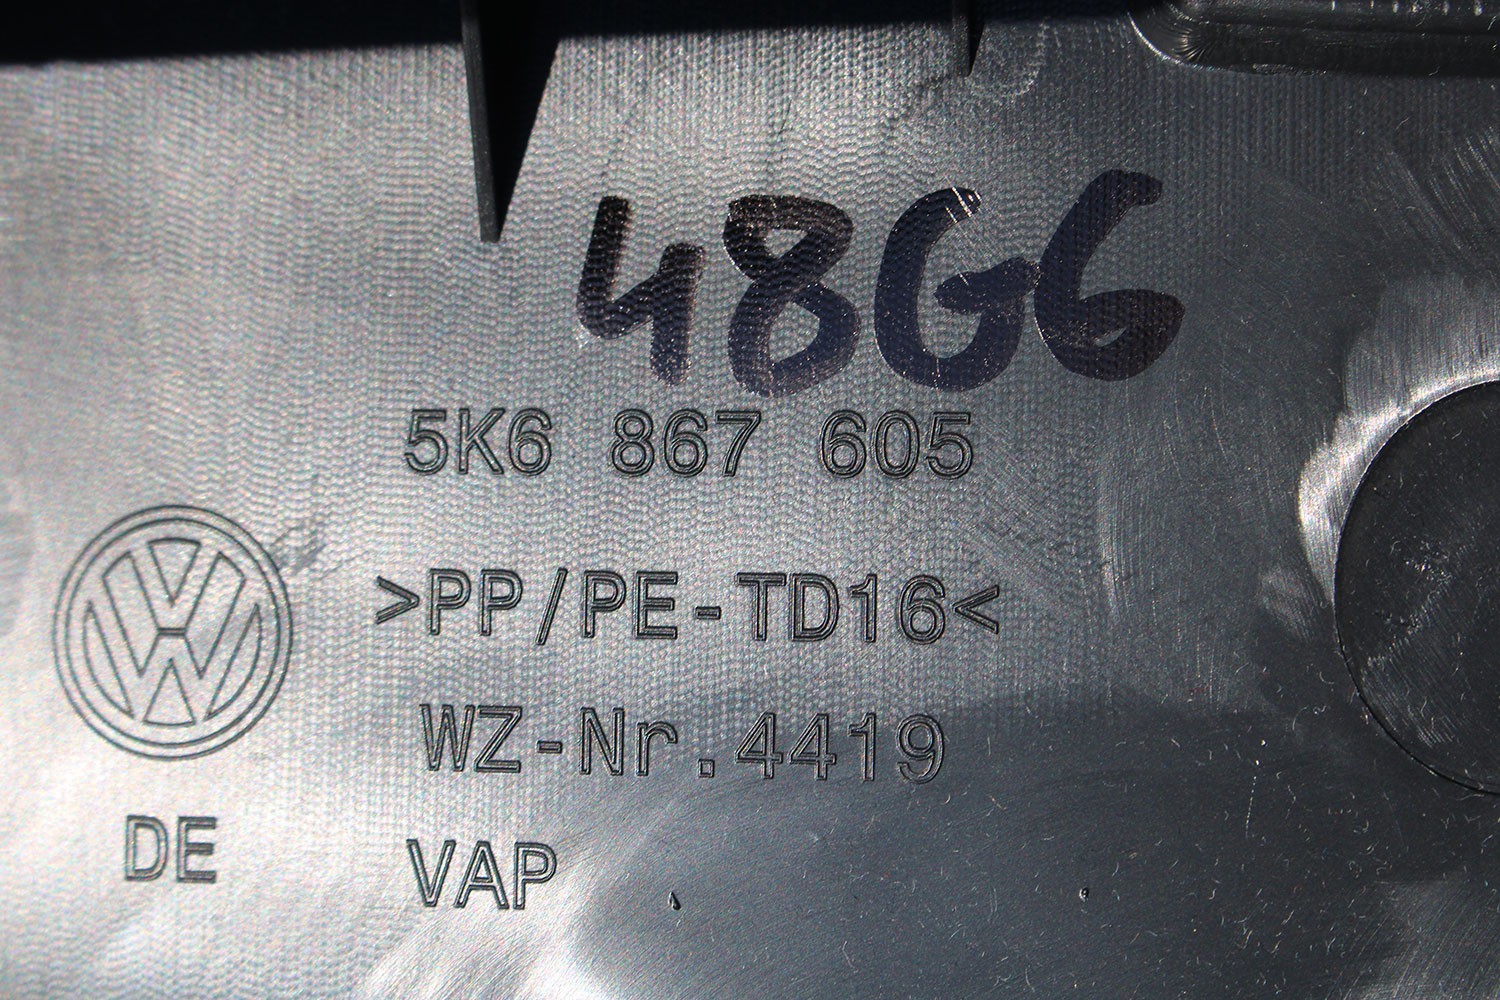 48G6
5K6 867 605
>PP/PE-TD16<
WZ-Nr.4419
DE VAP